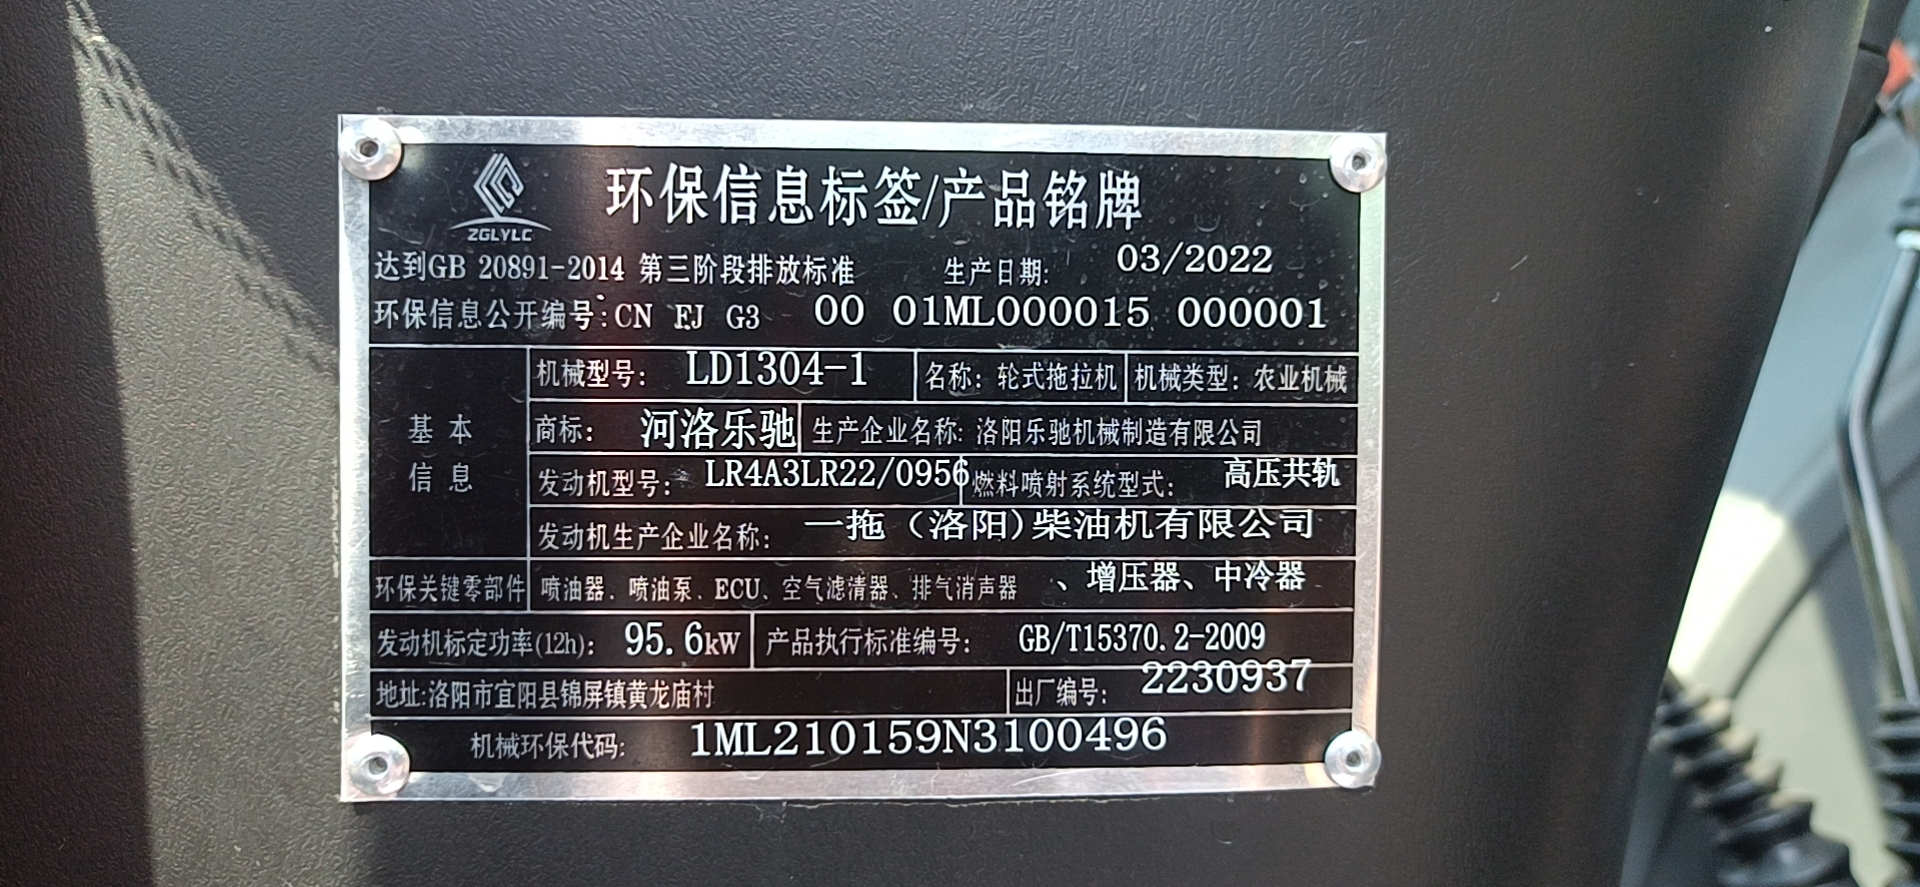 ZGLYLC
环保信息标签/产品铭牌
达到GB 20891-2014 第三阶段排放标准 生产日期: 03/2022
环保信息公开编号:CN FJ G3 00 01ML000015 000001
基本信息
机械型号: LD1304-1 名称: 轮式拖拉机 机械类型: 农业机械
商标: 河洛乐驰 生产企业名称: 洛阳乐驰机械制造有限公司
发动机型号: LR4A3LR22/0956 燃料喷射系统型式: 高压共轨
发动机生产企业名称: 一拖（洛阳)柴油机有限公司
环保关键零部件 喷油器、喷油泵、ECU、空气滤清器、排气消声器 、增压器、中冷器
发动机标定功率(12h): 95.6kW 产品执行标准编号: GB/T15370.2-2009
地址:洛阳市宜阳县锦屏镇黄龙庙村 出厂编号: 2230937
机械环保代码: 1ML210159N3100496